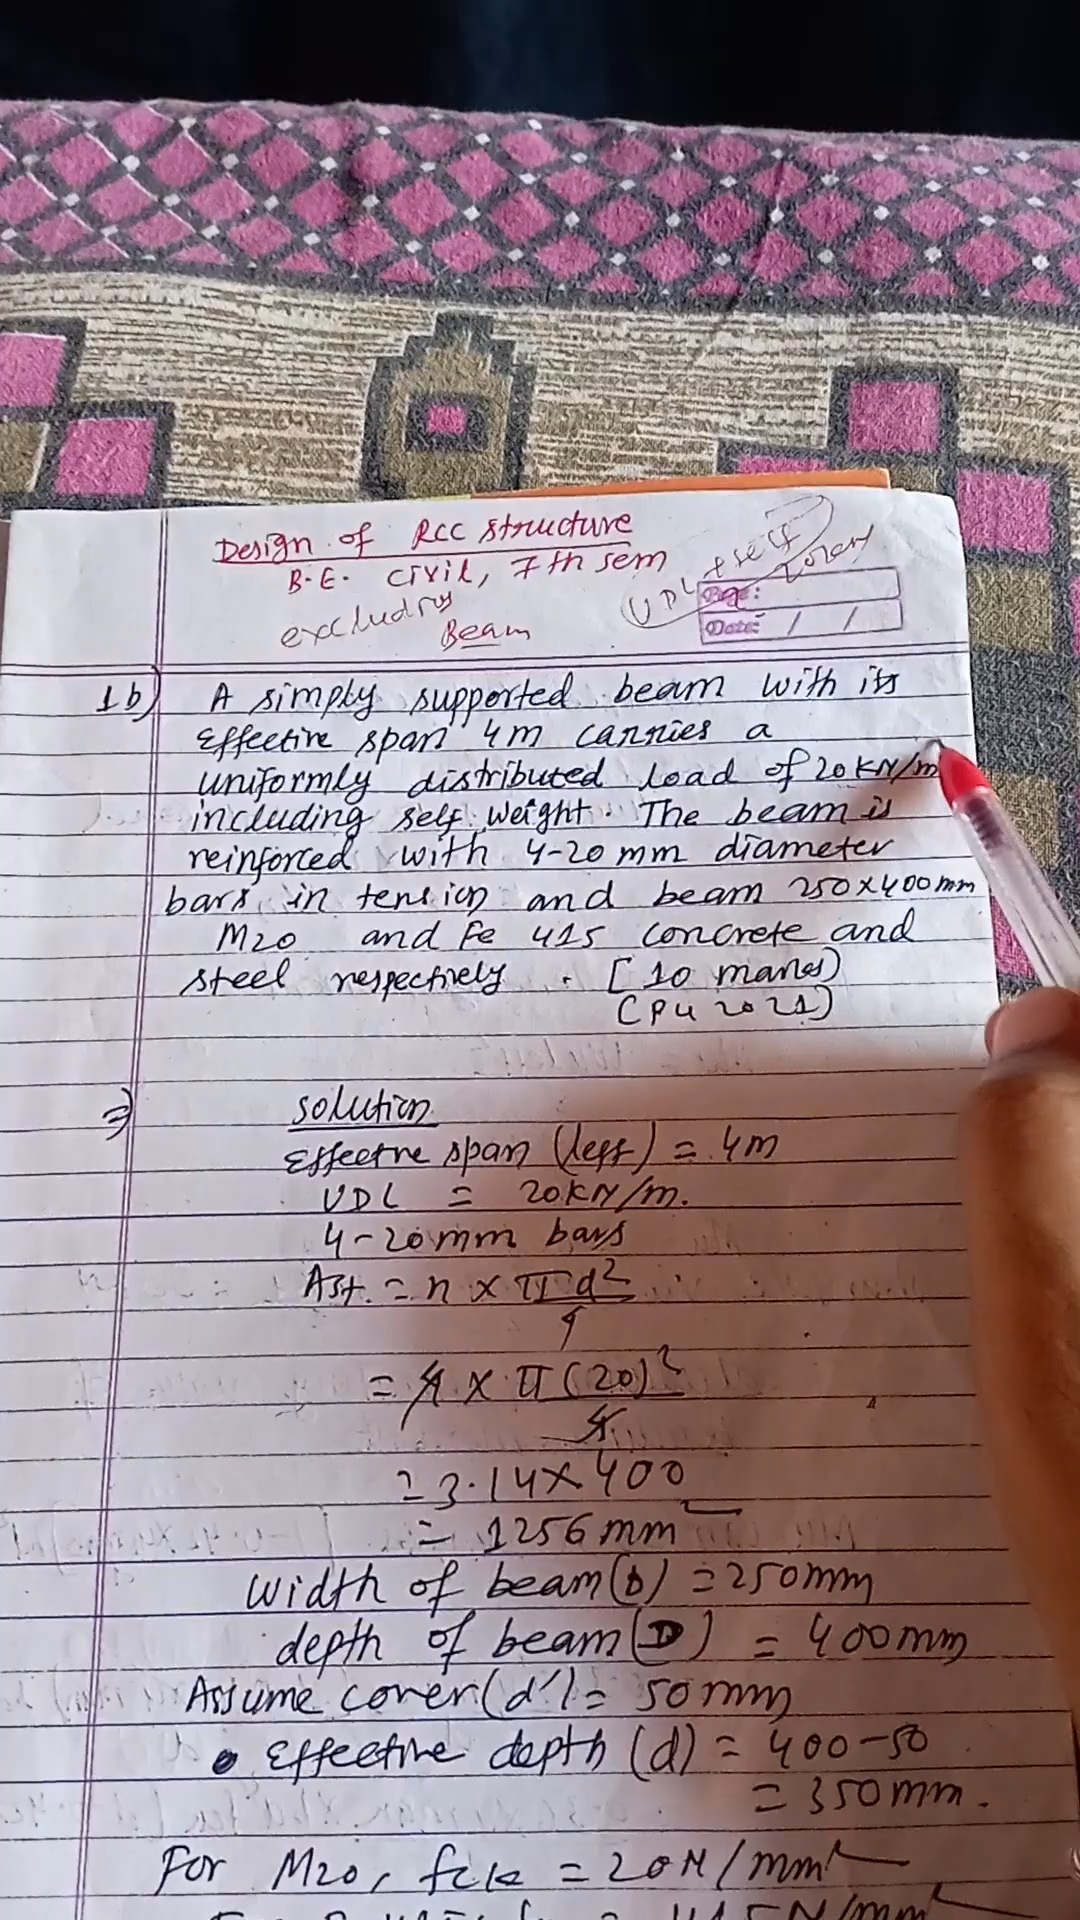 Design of RCC structure
B.E. civil, 7th sem
excluding
UDL + self
Page:
Date: / /
Beam
1b) A simply supported beam with its
Effective span 4m carries a
uniformly distributed load of 20KN/m
including self weight. The beam is
reinforced with 4-20mm diameter
bars in tension and beam 250x400mm
M20 and Fe 415 concrete and
steel respectively. [10 marks)
(PU 2021)
=) solution
Effective span (leff) = 4m
UDL = 20KN/m.
4-20mm bars
Ast. = n x πd²
4
= 4 x π(20)²
4
= 3.14x400
= 1256mm
width of beam(b) = 250mm
depth of beam(D) = 400mm
Assume cover(d') = 50mm
• Effective depth (d) = 400-50
= 350mm.
For M20, fck = 20N/mm²